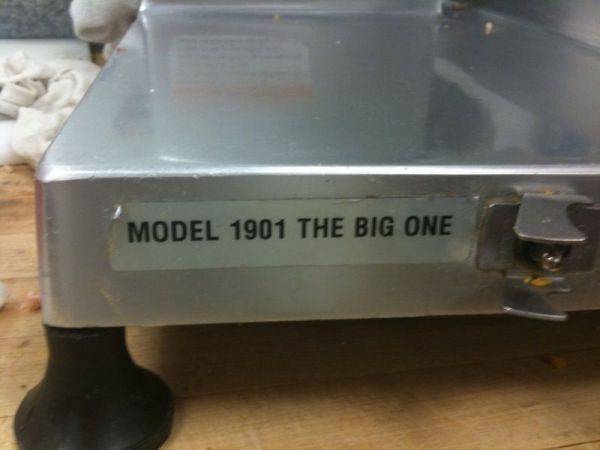 MODEL 1901 THE BIG ONE